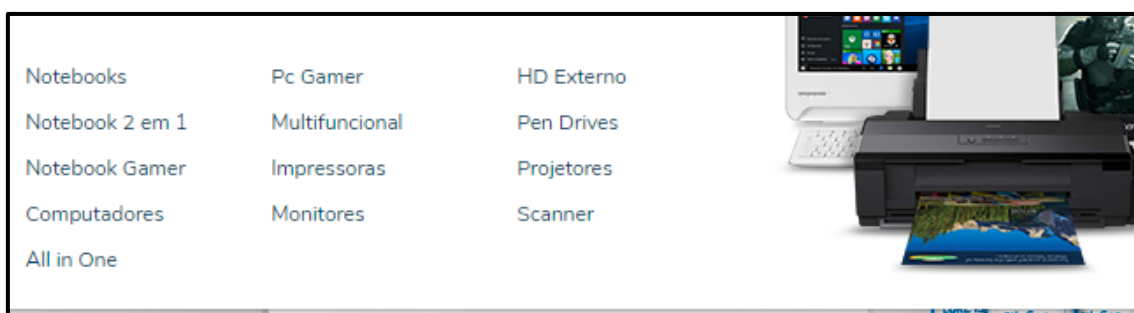 Notebooks
Notebook 2 em 1
Notebook Gamer
Computadores
All in One
Pc Gamer
Multifuncional
Impressoras
Monitores
HD Externo
Pen Drives
Projetores
Scanner